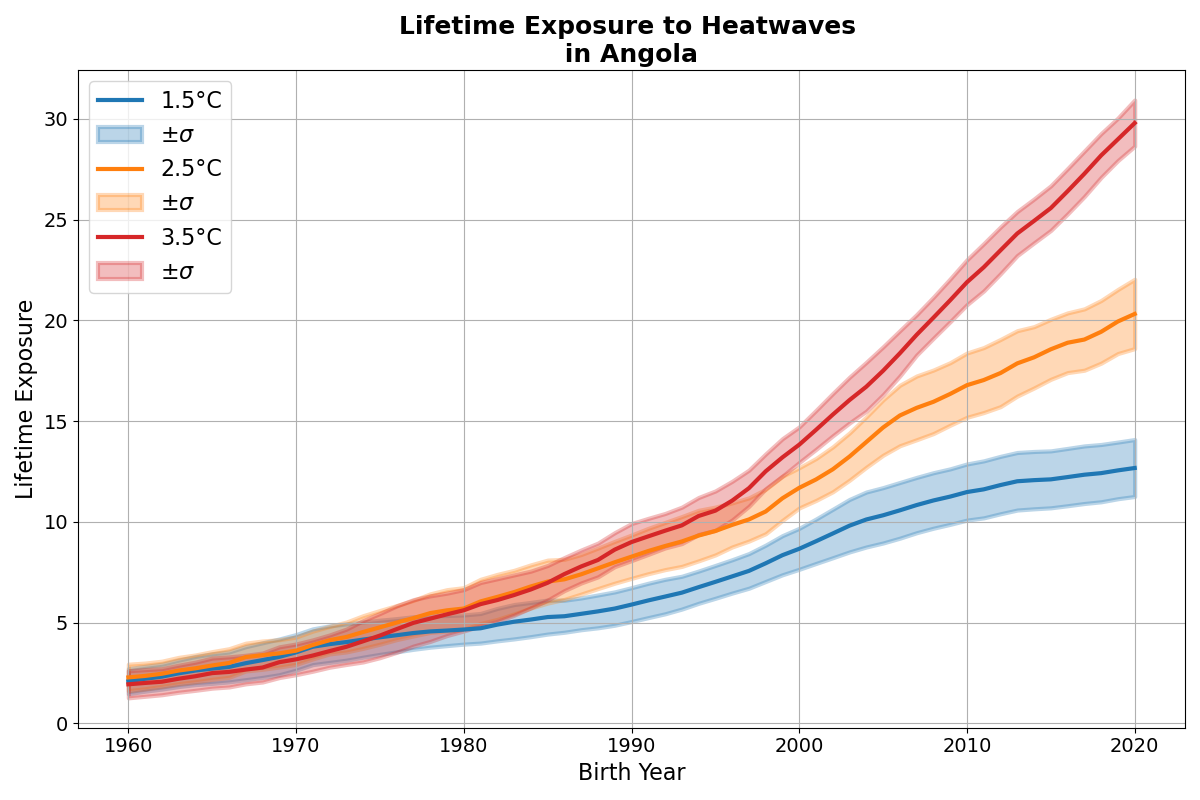 Lifetime Exposure to Heatwaves
in Angola
1.5°C
±σ
2.5°C
±σ
3.5°C
±σ
Lifetime Exposure
30
25
20
15
10
5
0
1960 1970 1980 1990 2000 2010 2020
Birth Year